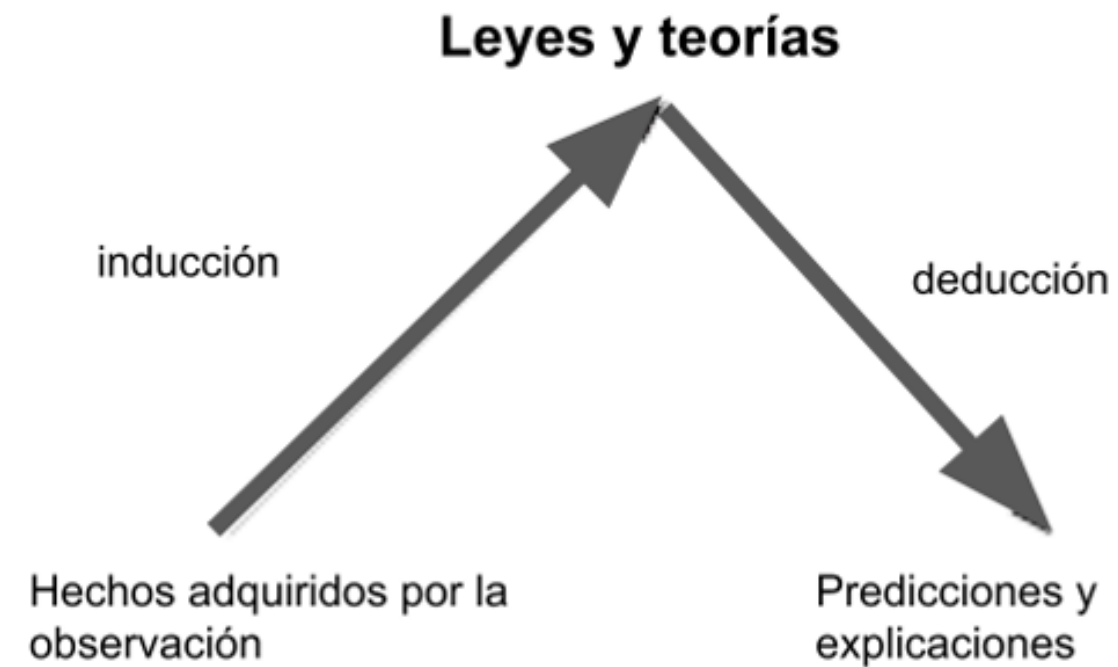 Leyes y teorías
inducción
deducción
Hechos adquiridos por la
observación
Predicciones y
explicaciones